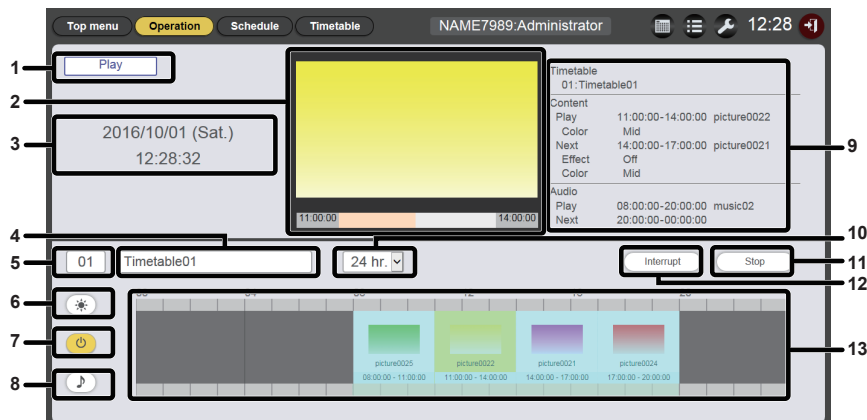 Top menu Operation Schedule Timetable NAME7989:Administrator 12:28
1 Play
2
3 2016/10/01 (Sat.)
12:28:32
11:00:00 14:00:00
Timetable
01:Timetable01
Content
Play 11:00:00-14:00:00 picture0022
Color Mid
Next 14:00:00-17:00:00 picture0021
Effect Off
Color Mid
Audio
Play 08:00:00-20:00:00 music02
Next 20:00:00-00:00:00
9
4 10
5 01 Timetable01 24 hr. Interrupt Stop 11
12
6
7
8
picture0025 picture0022 picture0021 picture0024
08:00:00 - 11:00:00 11:00:00 - 14:00:00 14:00:00 - 17:00:00 17:00:00 - 20:00:00
13